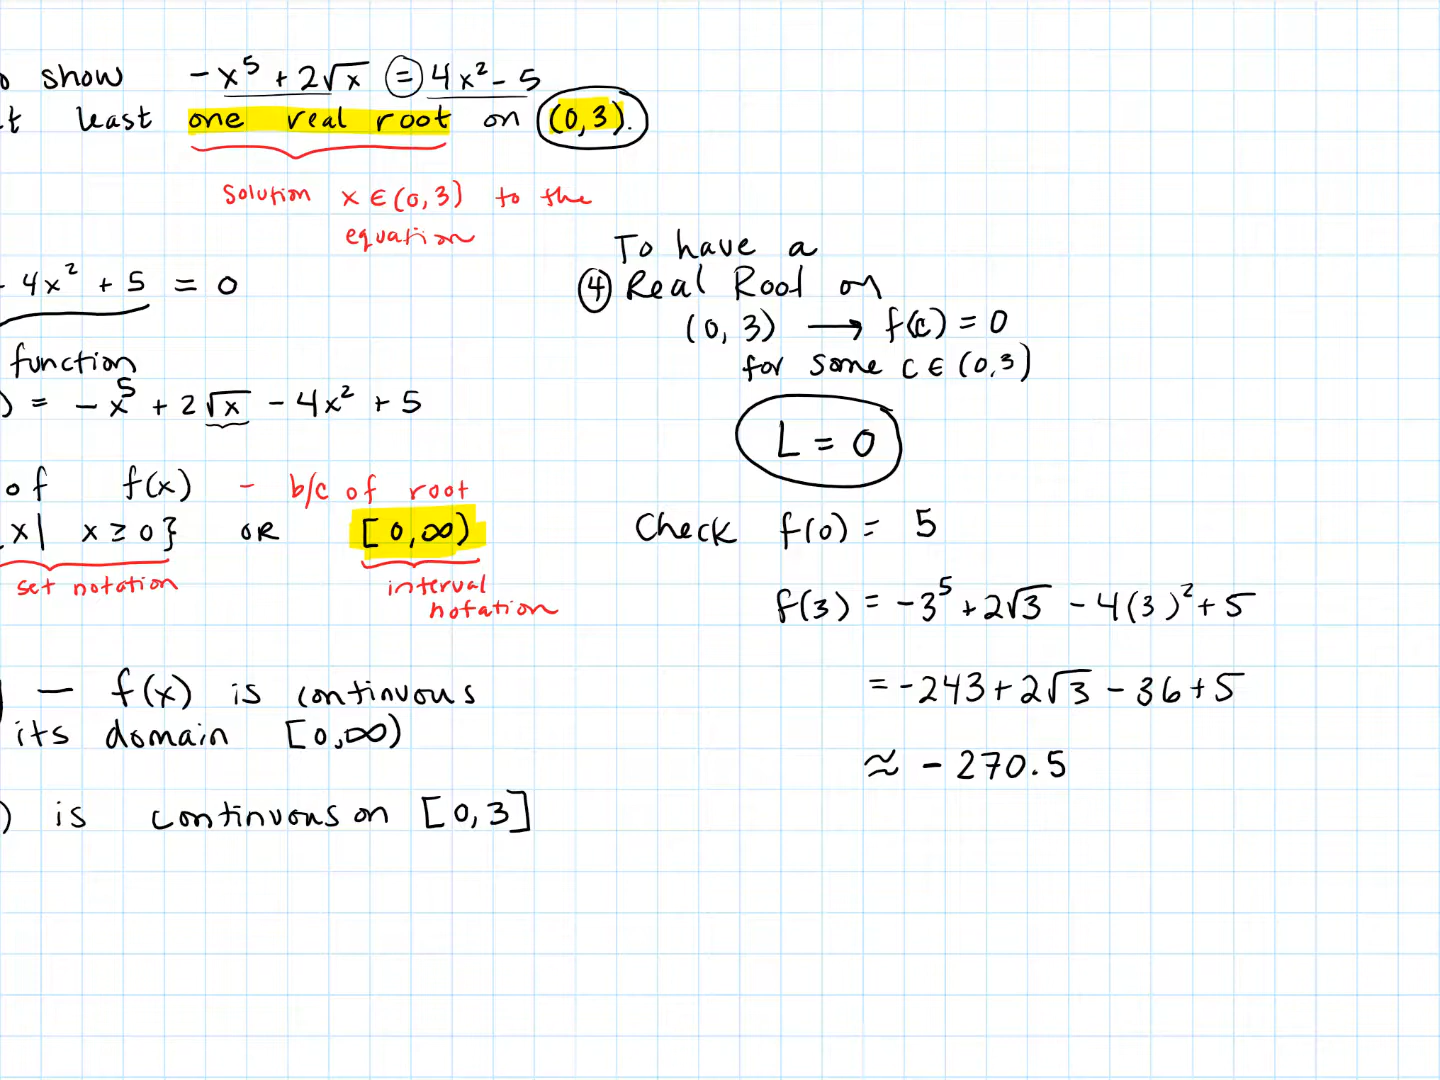 o show −x⁵ + 2√x = 4x² − 5
t least one real root on (0,3).
Solution x ∈ (0,3) to the
equation
4x² + 5 = 0
function
) = −x⁵ + 2√x − 4x² + 5
of f(x) - b/c of root
x| x ≥ 0} OR [0,∞)
set notation interval
notation
— f(x) is continuous
its domain [0,∞)
) is continuous on [0,3]
To have a
④ Real Root on
(0, 3) → f(c) = 0
for some c ∈ (0,3)
L = 0
Check f(0) = 5
f(3) = −3⁵ + 2√3 − 4(3)² + 5
= −243 + 2√3 − 36 + 5
≈ −270.5